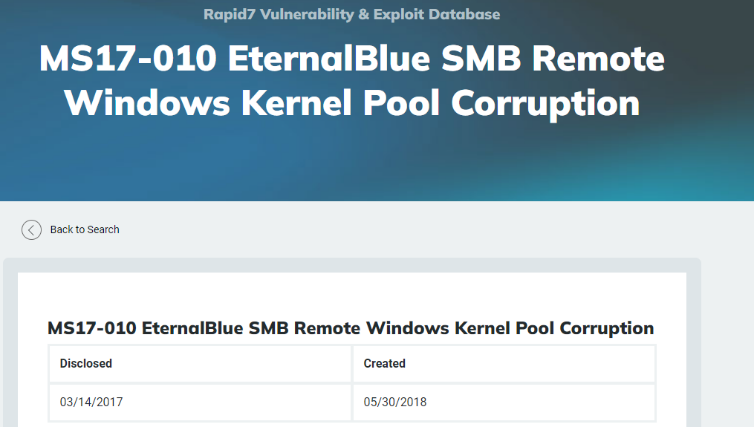 Rapid7 Vulnerability & Exploit Database
MS17-010 EternalBlue SMB Remote
Windows Kernel Pool Corruption
Back to Search
MS17-010 EternalBlue SMB Remote Windows Kernel Pool Corruption
Disclosed Created
03/14/2017 05/30/2018